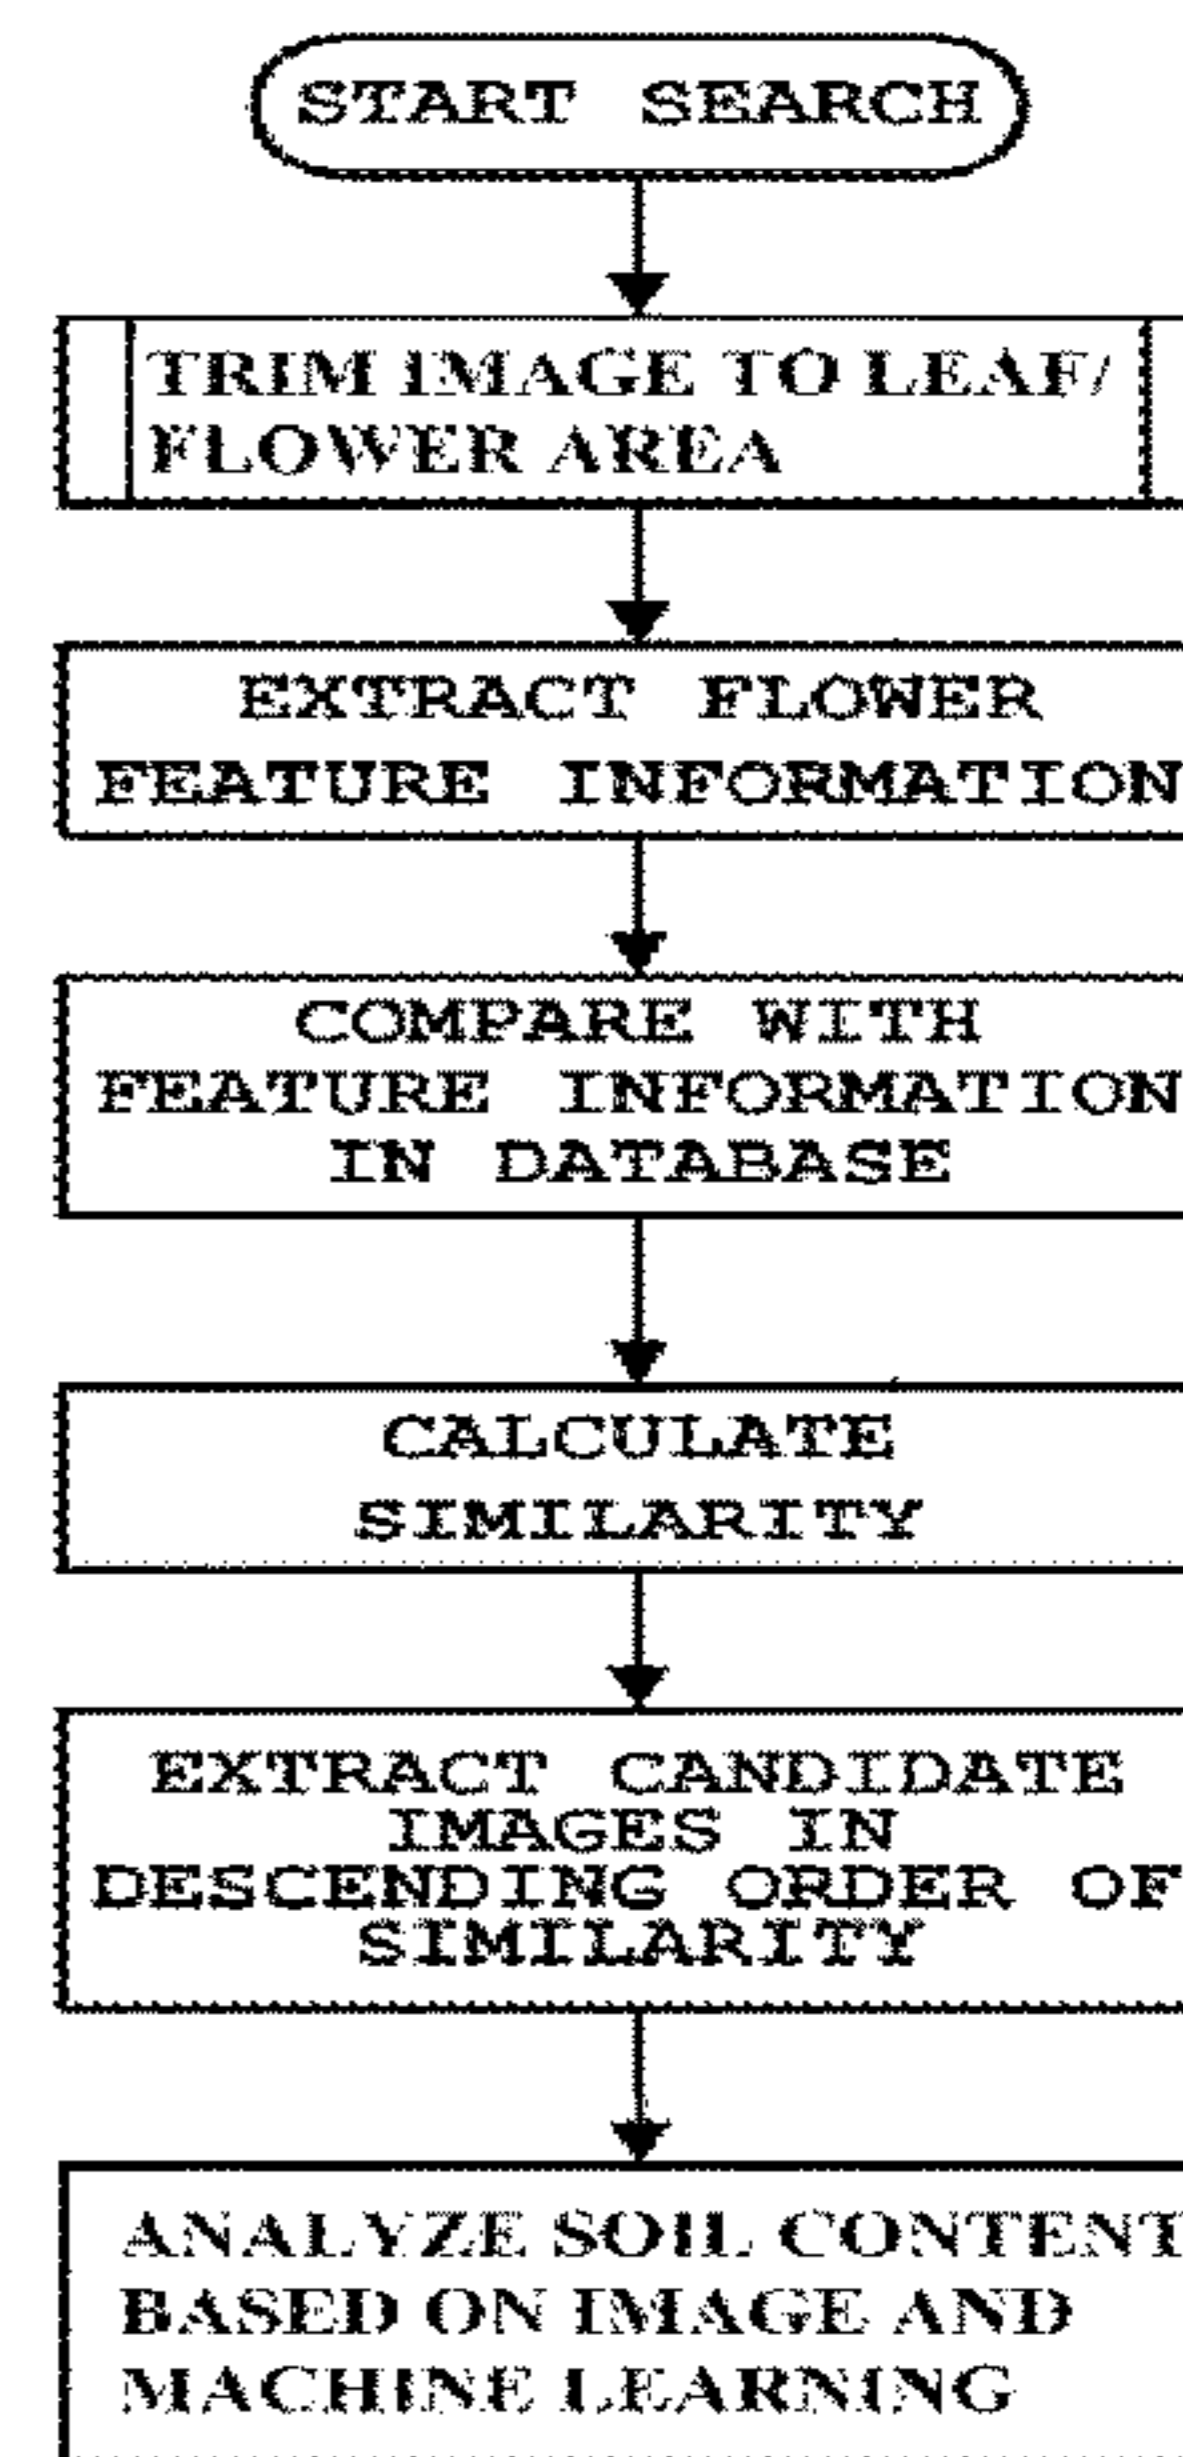 START SEARCH
TRIM IMAGE TO LEAF/
FLOWER AREA
EXTRACT FLOWER
FEATURE INFORMATION
COMPARE WITH
FEATURE INFORMATION
IN DATABASE
CALCULATE
SIMILARITY
EXTRACT CANDIDATE
IMAGES IN
DESCENDING ORDER OF
SIMILARITY
ANALYZE SOIL CONTENT
BASED ON IMAGE AND
MACHINE LEARNING